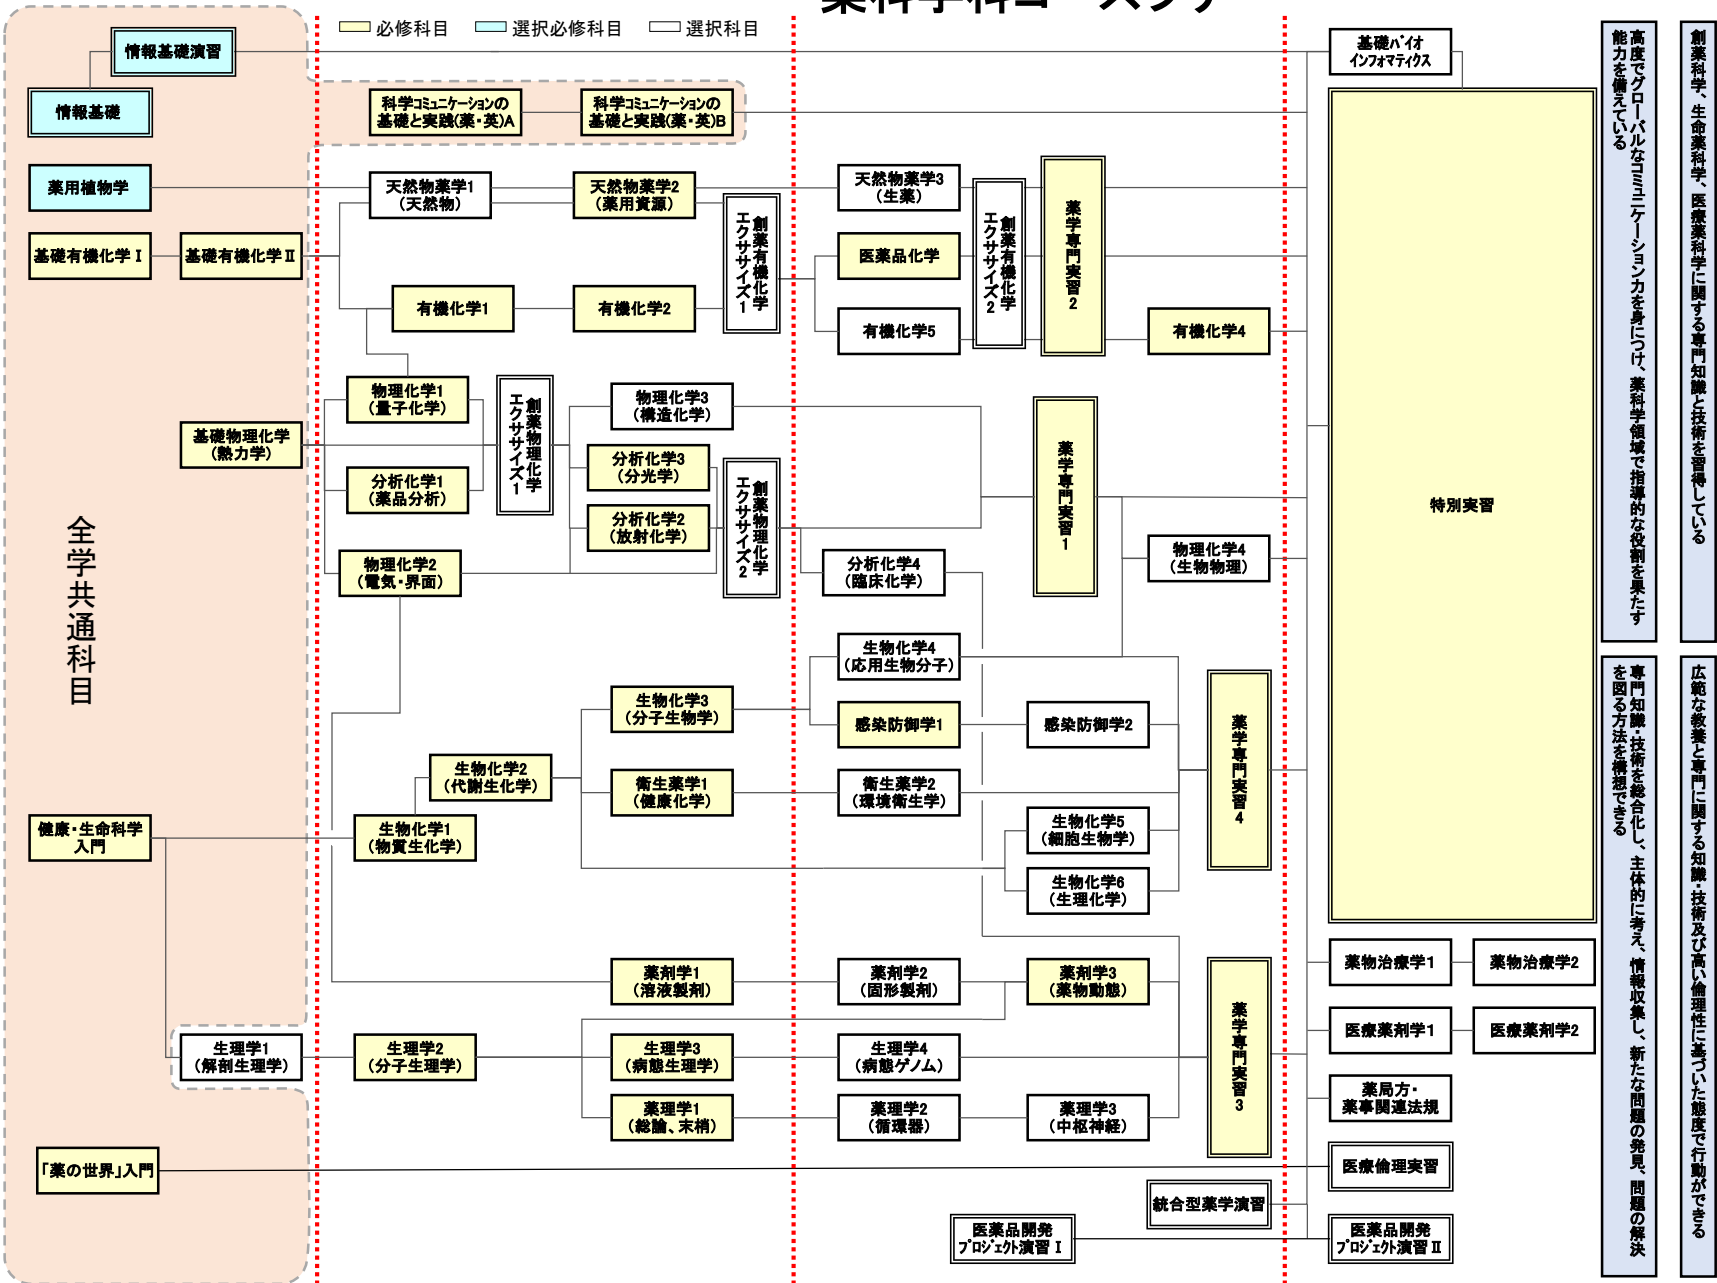 薬科学科コースツリー
必修科目
選択必修科目
選択科目
情報基礎演習
情報基礎
薬用植物学
基礎有機化学Ⅰ
基礎有機化学Ⅱ
基礎物理化学
(熱力学)
全学共通科目
健康・生命科学
入門
生理学1
(解剖生理学)
「薬の世界」入門
科学コミュニケーションの
基礎と実践(薬・英)A
科学コミュニケーションの
基礎と実践(薬・英)B
天然物薬学1
(天然物)
天然物薬学2
(薬用資源)
有機化学1
有機化学2
創薬有機化学
エクササイズ1
物理化学1
(量子化学)
分析化学1
(薬品分析)
物理化学2
(電気・界面)
創薬物理化学
エクササイズ1
物理化学3
(構造化学)
分析化学3
(分光学)
分析化学2
(放射化学)
創薬物理化学
エクササイズ2
生物化学3
(分子生物学)
生物化学2
(代謝生化学)
衛生薬学1
(健康化学)
生物化学1
(物質生化学)
薬剤学1
(溶液製剤)
生理学2
(分子生理学)
生理学3
(病態生理学)
薬理学1
(総論、末梢)
天然物薬学3
(生薬)
医薬品化学
有機化学5
創薬有機化学
エクササイズ2
薬学専門実習2
有機化学4
薬学専門実習1
分析化学4
(臨床化学)
物理化学4
(生物物理)
生物化学4
(応用生物分子)
感染防御学1
感染防御学2
衛生薬学2
(環境衛生学)
生物化学5
(細胞生物学)
生物化学6
(生理化学)
薬学専門実習4
薬剤学2
(固形製剤)
薬剤学3
(薬物動態)
生理学4
(病態ゲノム)
薬理学2
(循環器)
薬理学3
(中枢神経)
薬学専門実習3
統合型薬学演習
医薬品開発
プロジェクト演習Ⅰ
基礎バイオ
インフォマティクス
特別実習
薬物治療学1
薬物治療学2
医療薬剤学1
医療薬剤学2
薬局方・
薬事関連法規
医療倫理実習
医薬品開発
プロジェクト演習Ⅱ
創薬科学、生命薬科学、医療薬科学に関する専門知識と技術を習得している
高度でグローバルなコミュニケーション力を身につけ、薬科学領域で指導的な役割を果たす
能力を備えている
広範な教養と専門に関する知識・技術及び高い倫理性に基づいた態度で行動ができる
専門知識・技術を総合化し、主体的に考え、情報収集し、新たな問題の発見、問題の解決
を図る方法を構想できる